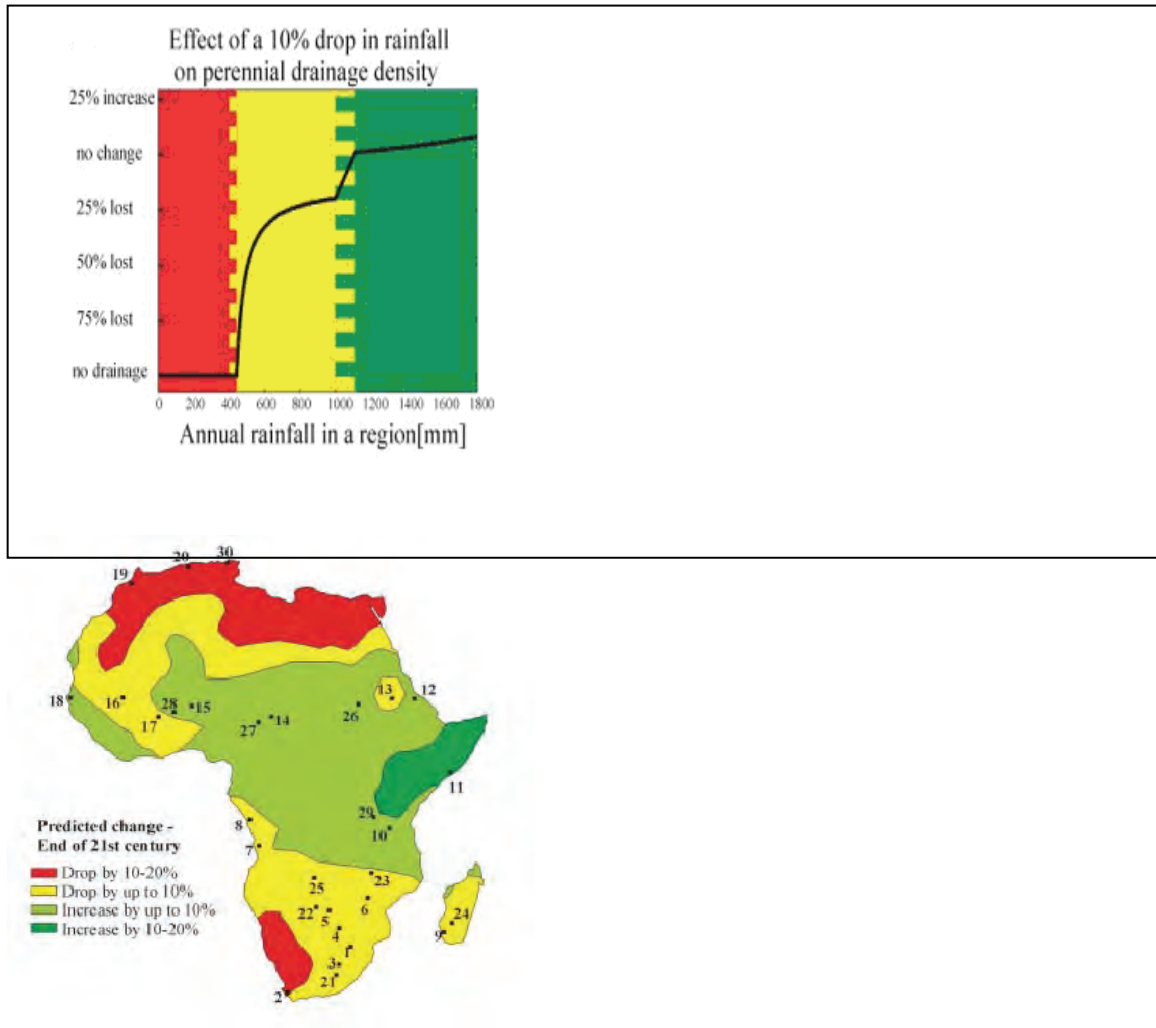 Effect of a 10% drop in rainfall
on perennial drainage density
25% increase
no change
25% lost
50% lost
75% lost
no drainage
0 200 400 600 800 1000 1200 1400 1600 1800
Annual rainfall in a region[mm]
30
20
19
18
16
13
12
28
15
17
14
26
27
11
29
8
10
7
23
25
6
22
5
24
4
9
1
3
21
2
Predicted change -
End of 21st century
Drop by 10-20%
Drop by up to 10%
Increase by up to 10%
Increase by 10-20%